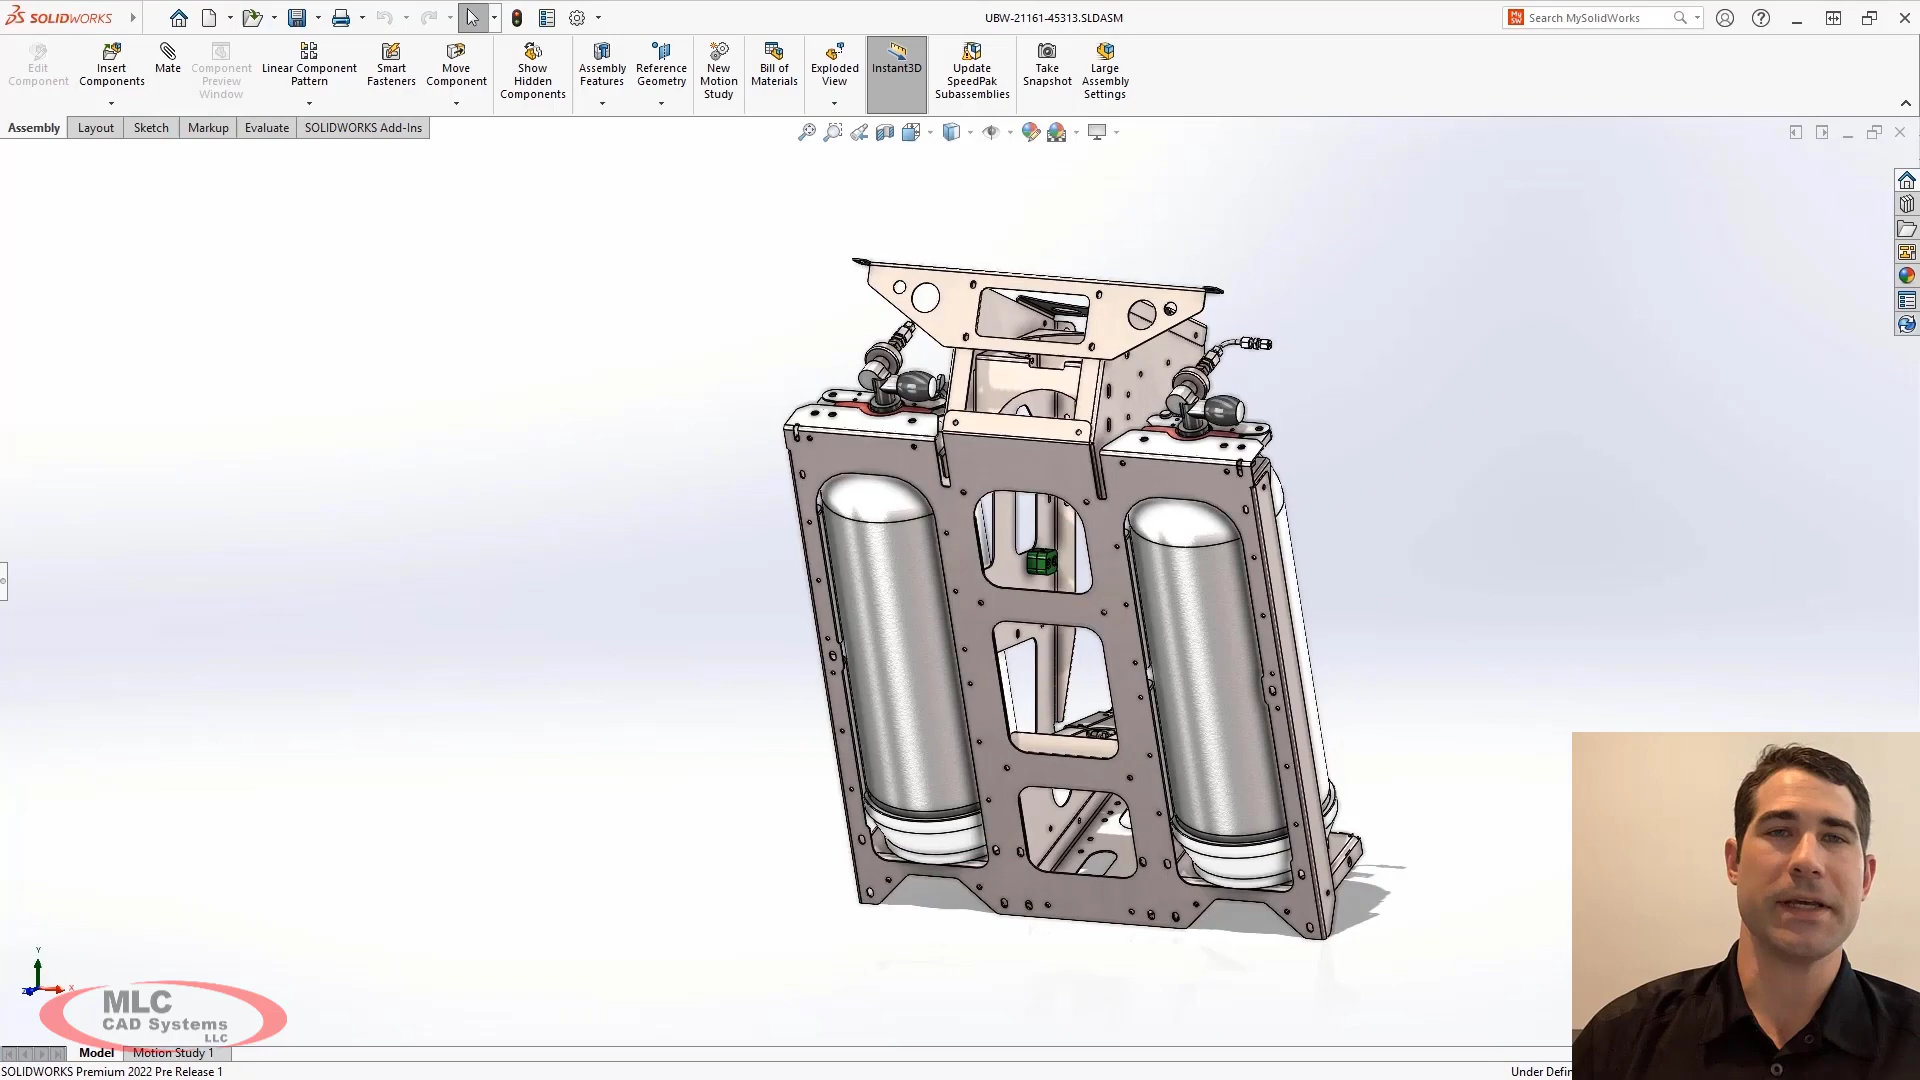 SOLIDWORKS
UBW-21161-45313.SLDASM
Search MySolidWorks
Edit
Component
Insert
Components
Mate
Component
Preview
Window
Linear Component
Pattern
Smart
Fasteners
Move
Component
Show
Hidden
Components
Assembly
Features
Reference
Geometry
New
Motion
Study
Bill of
Materials
Exploded
View
Instant3D
Update
SpeedPak
Subassemblies
Take
Snapshot
Large
Assembly
Settings
Assembly
Layout
Sketch
Markup
Evaluate
SOLIDWORKS Add-Ins
Y
X
Z
MLC
CAD Systems
LLC
Model
Motion Study 1
SOLIDWORKS Premium 2022 Pre Release 1
Under Defin